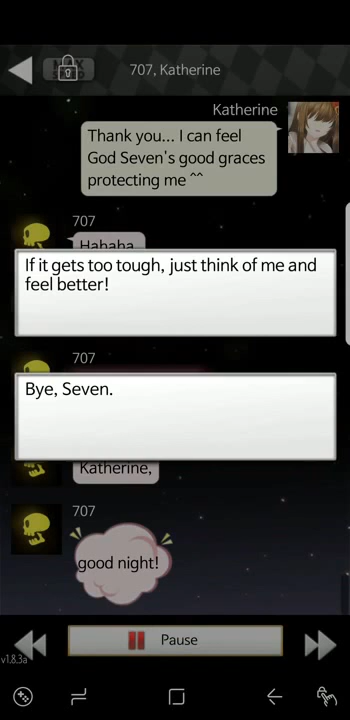 707, Katherine
Katherine
Thank you... I can feel
God Seven's good graces
protecting me ^^
707
Hahaha
If it gets too tough, just think of me and
feel better!
707
Bye, Seven.
Katherine,
707
good night!
Pause
v1.8.3a